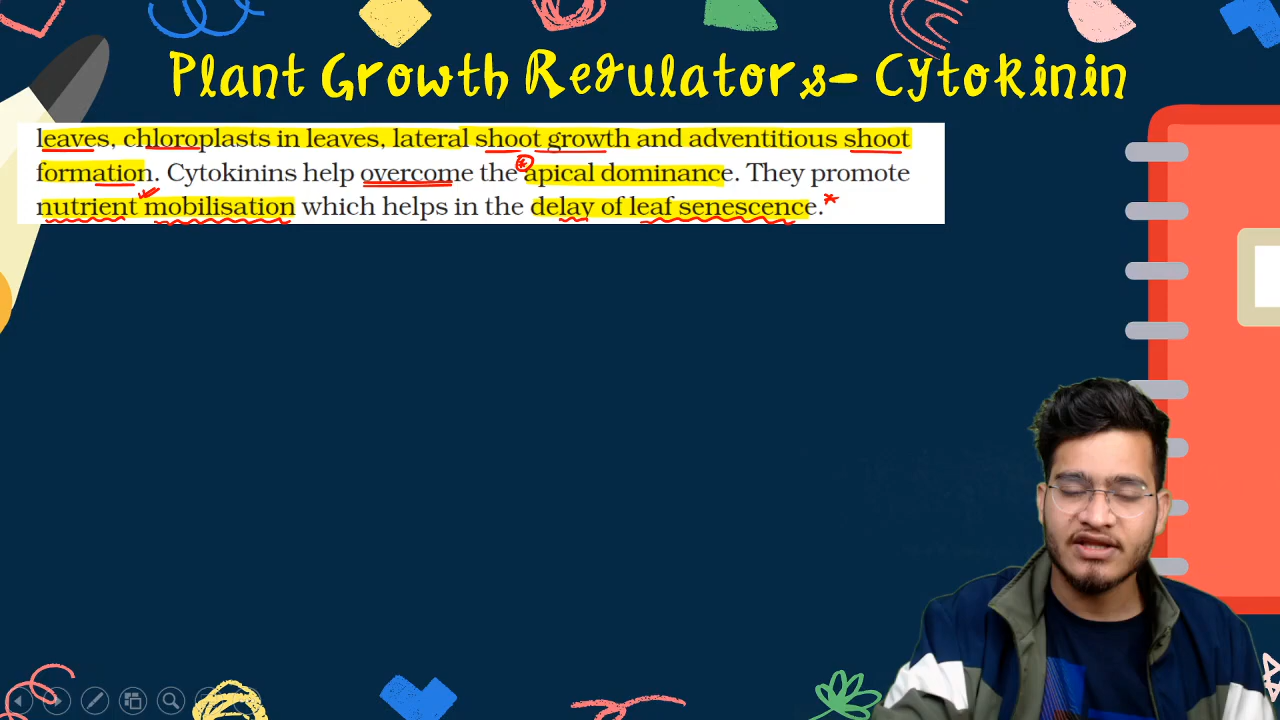 Plant Growth Regulators- Cytokinin
leaves, chloroplasts in leaves, lateral shoot growth and adventitious shoot
formation. Cytokinins help overcome the apical dominance. They promote
nutrient mobilisation which helps in the delay of leaf senescence.